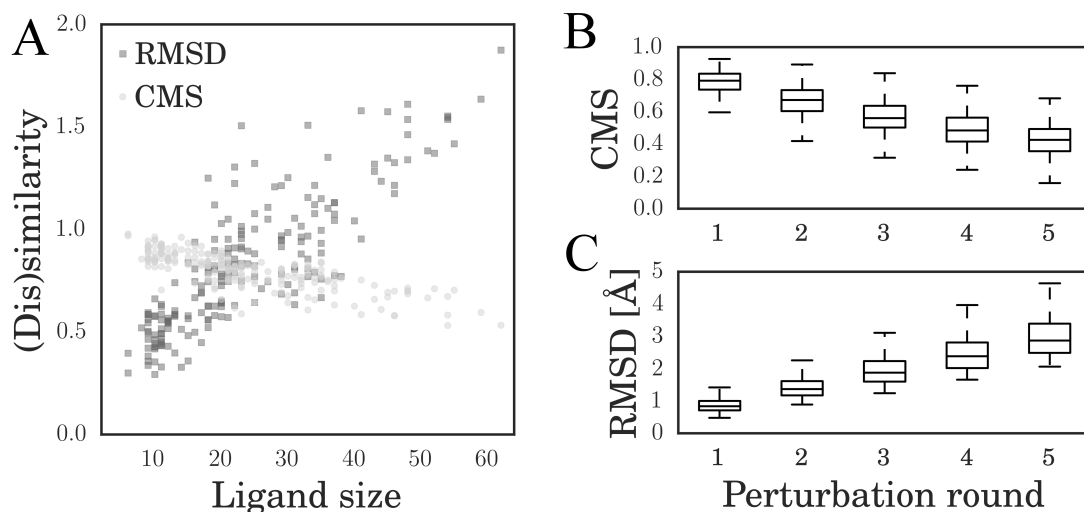 A
2.0
1.5
1.0
0.5
0.0
(Dis)similarity
RMSD
CMS
10 20 30 40 50 60
Ligand size
B
1.0
0.8
0.6
0.4
0.2
0.0
CMS
1 2 3 4 5
C
5
4
3
2
1
0
RMSD [Å]
1 2 3 4 5
Perturbation round